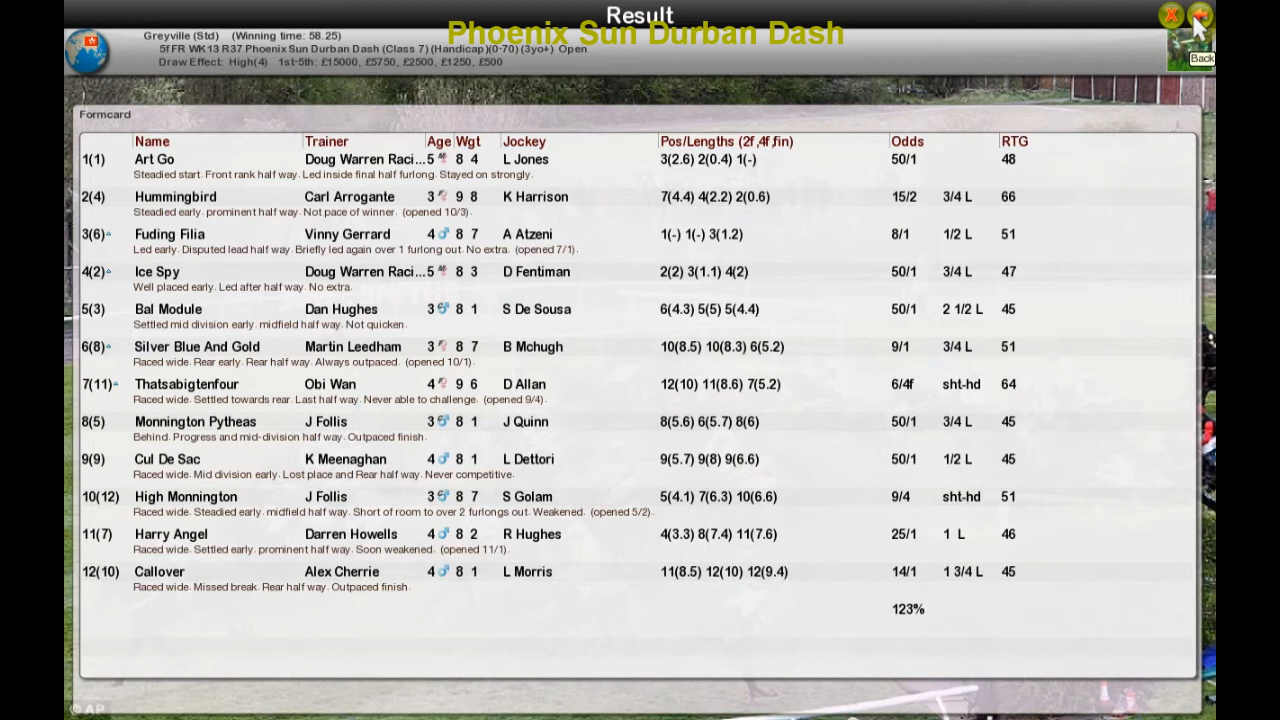 Result
Phoenix Sun Durban Dash
Greyville (Std) (Winning time: 58.25)
5f FR WK13 R37 Phoenix Sun Durban Dash (Class 7) (Handicap)(0-70) (3yo+) Open
Draw Effect: High(4) 1st-5th: £15000, £5750, £2500, £1250, £500
Back
Formcard
Name Trainer Age Wgt Jockey Pos/Lengths (2f,4f,fin) Odds RTG
1(1) Art Go Doug Warren Raci... 5 8 4 L Jones 3(2.6) 2(0.4) 1(-) 50/1 48
Steadied start. Front rank half way. Led inside final half furlong. Stayed on strongly.
2(4) Hummingbird Carl Arrogante 3 9 8 K Harrison 7(4.4) 4(2.2) 2(0.6) 15/2 3/4 L 66
Steadied early. prominent half way. Not pace of winner. (opened 10/3)
3(6) Fuding Filia Vinny Gerrard 4 8 7 A Atzeni 1(-) 1(-) 3(1.2) 8/1 1/2 L 51
Led early. Disputed lead half way. Briefly led again over 1 furlong out. No extra. (opened 7/1).
4(2) Ice Spy Doug Warren Raci... 5 8 3 D Fentiman 2(2) 3(1.1) 4(2) 50/1 3/4 L 47
Well placed early. Led after half way. No extra.
5(3) Bal Module Dan Hughes 3 8 1 S De Sousa 6(4.3) 5(5) 5(4.4) 50/1 2 1/2 L 45
Settled mid division early. midfield half way. Not quicken.
6(8) Silver Blue And Gold Martin Leedham 3 8 7 B Mchugh 10(8.5) 10(8.3) 6(5.2) 9/1 3/4 L 51
Raced wide. Rear early. Rear half way. Always outpaced. (opened 10/1).
7(11) Thatsabigtenfour Obi Wan 4 9 6 D Allan 12(10) 11(8.6) 7(5.2) 6/4f sht-hd 64
Raced wide. Settled towards rear. Last half way. Never able to challenge. (opened 9/4).
8(5) Monnington Pytheas J Follis 3 8 1 J Quinn 8(5.6) 6(5.7) 8(6) 50/1 3/4 L 45
Behind. Progress and mid-division half way. Outpaced finish.
9(9) Cul De Sac K Meenaghan 4 8 1 L Dettori 9(5.7) 9(8) 9(6.6) 50/1 1/2 L 45
Raced wide. Mid division early. Lost place and Rear half way. Never competitive.
10(12) High Monnington J Follis 3 8 7 S Golam 5(4.1) 7(6.3) 10(6.6) 9/4 sht-hd 51
Raced wide. Steadied early. midfield half way. Short of room to over 2 furlongs out. Weakened. (opened 5/2).
11(7) Harry Angel Darren Howells 4 8 2 R Hughes 4(3.3) 8(7.4) 11(7.6) 25/1 1 L 46
Raced wide. Settled early. prominent half way. Soon weakened. (opened 11/1).
12(10) Callover Alex Cherrie 4 8 1 L Morris 11(8.5) 12(10) 12(9.4) 14/1 1 3/4 L 45
Raced wide. Missed break. Rear half way. Outpaced finish.
123%
© AP